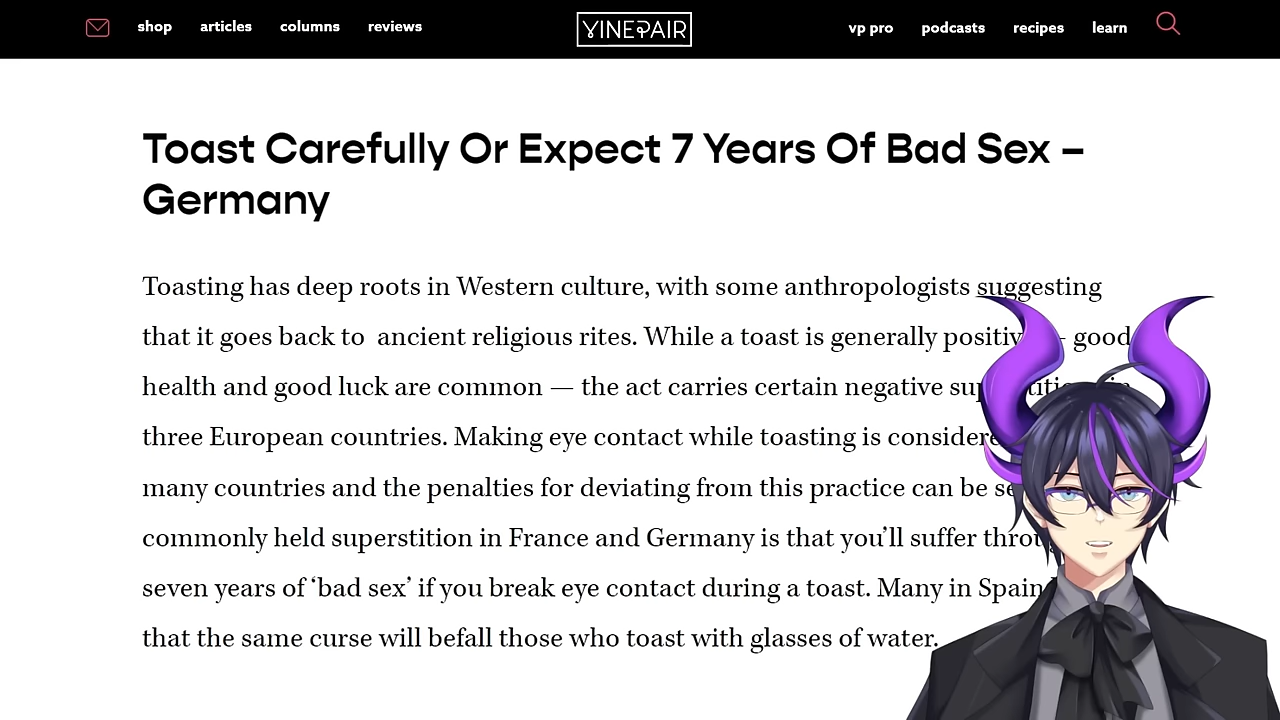 shop articles columns reviews VINEPAIR vp pro podcasts recipes learn
Toast Carefully Or Expect 7 Years Of Bad Sex –
Germany
Toasting has deep roots in Western culture, with some anthropologists suggesting
that it goes back to ancient religious rites. While a toast is generally — good
health and good luck are common — the act carries certain negative in
three European countries. Making eye contact while toasting is
many countries and the penalties for deviating from this practice can be
commonly held superstition in France and Germany is that you’ll suffer
seven years of ‘bad sex’ if you break eye contact during a toast. Many in Spain
that the same curse will befall those who toast with glasses of water.